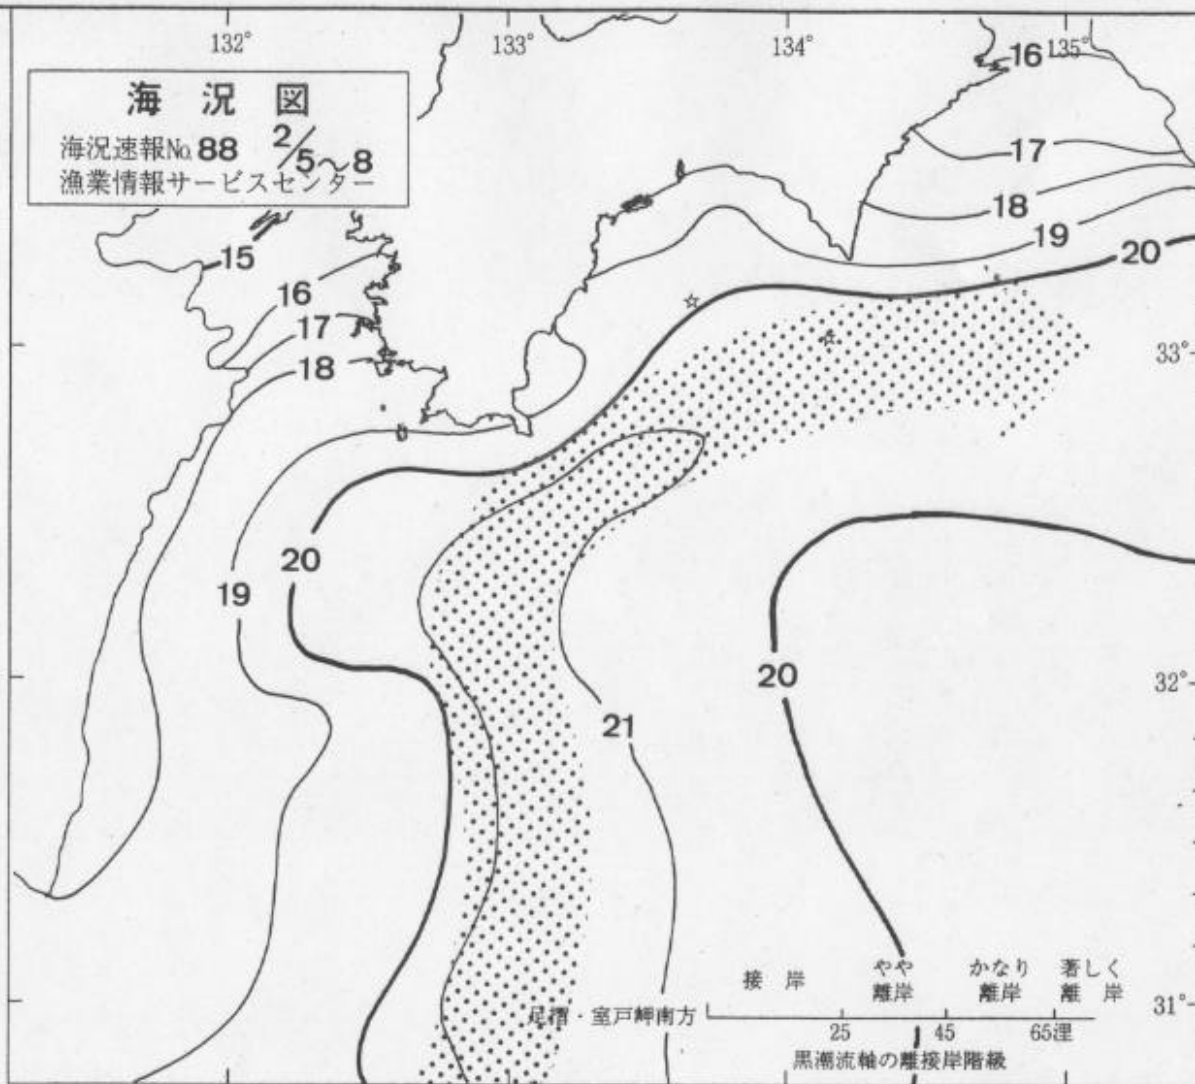 132°
133°
134°
135°
海況図
海況速報No.88 2/5～8
漁業情報サービスセンター
16
17
18
19
20
15
16
17
18
33°
20
19
20
32°
21
接岸
やや離岸
かなり離岸
著しく離岸
31°
足摺・室戸岬南方
25
45
65浬
黒潮流軸の離接岸階級